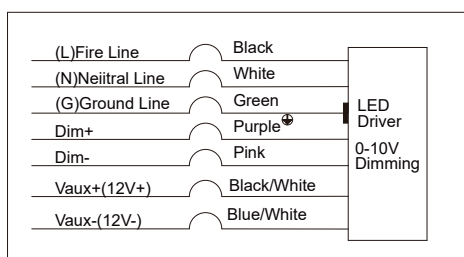 (L)Fire Line Black
(N)Neiitral Line White
(G)Ground Line Green
Dim+ Purple
Dim- Pink
Vaux+(12V+) Black/White
Vaux-(12V-) Blue/White
LED
Driver
0-10V
Dimming